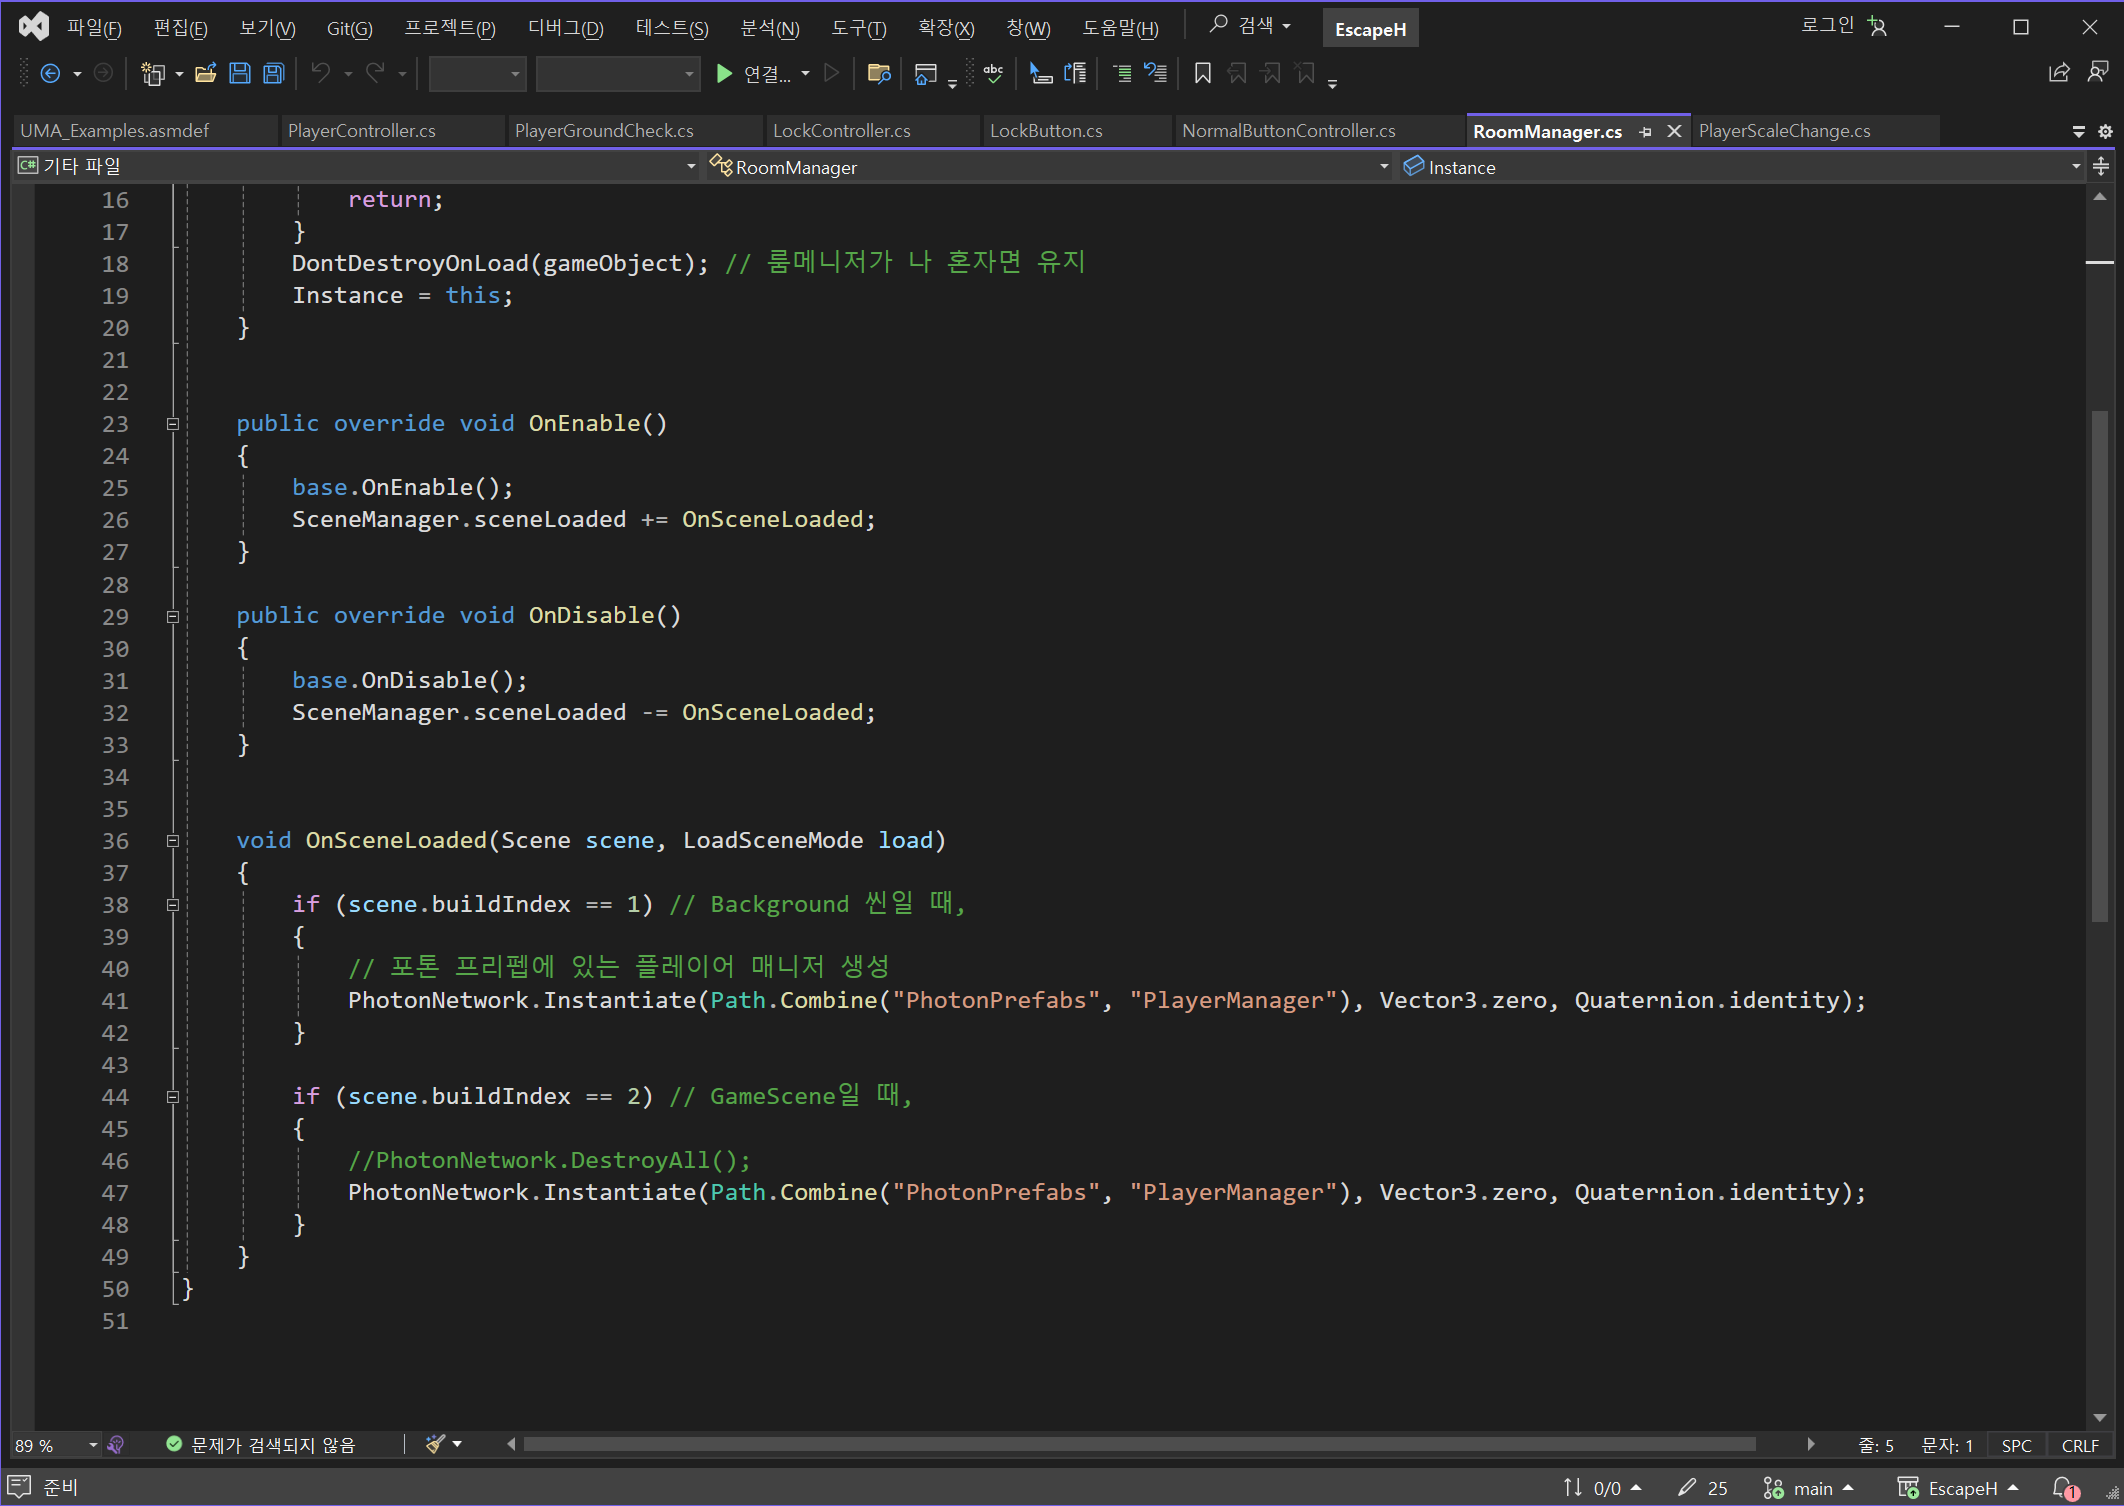 파일(F) 편집(E) 보기(V) Git(G) 프로젝트(P) 디버그(D) 테스트(S) 분석(N) 도구(T) 확장(X) 창(W) 도움말(H) 검색 EscapeH 로그인
연결... abc
UMA_Examples.asmdef PlayerController.cs PlayerGroundCheck.cs LockController.cs LockButton.cs NormalButtonController.cs RoomManager.cs PlayerScaleChange.cs
C# 기타 파일 RoomManager Instance
16 return;
17 }
18 DontDestroyOnLoad(gameObject); // 룸메니저가 나 혼자면 유지
19 Instance = this;
20 }
21
22
23 public override void OnEnable()
24 {
25 base.OnEnable();
26 SceneManager.sceneLoaded += OnSceneLoaded;
27 }
28
29 public override void OnDisable()
30 {
31 base.OnDisable();
32 SceneManager.sceneLoaded -= OnSceneLoaded;
33 }
34
35
36 void OnSceneLoaded(Scene scene, LoadSceneMode load)
37 {
38 if (scene.buildIndex == 1) // Background 씬일 때,
39 {
40 // 포톤 프리펩에 있는 플레이어 매니저 생성
41 PhotonNetwork.Instantiate(Path.Combine("PhotonPrefabs", "PlayerManager"), Vector3.zero, Quaternion.identity);
42 }
43
44 if (scene.buildIndex == 2) // GameScene일 때,
45 {
46 //PhotonNetwork.DestroyAll();
47 PhotonNetwork.Instantiate(Path.Combine("PhotonPrefabs", "PlayerManager"), Vector3.zero, Quaternion.identity);
48 }
49 }
50 }
51
89 % 문제가 검색되지 않음 줄: 5 문자: 1 SPC CRLF
준비 0/0 25 main EscapeH 1